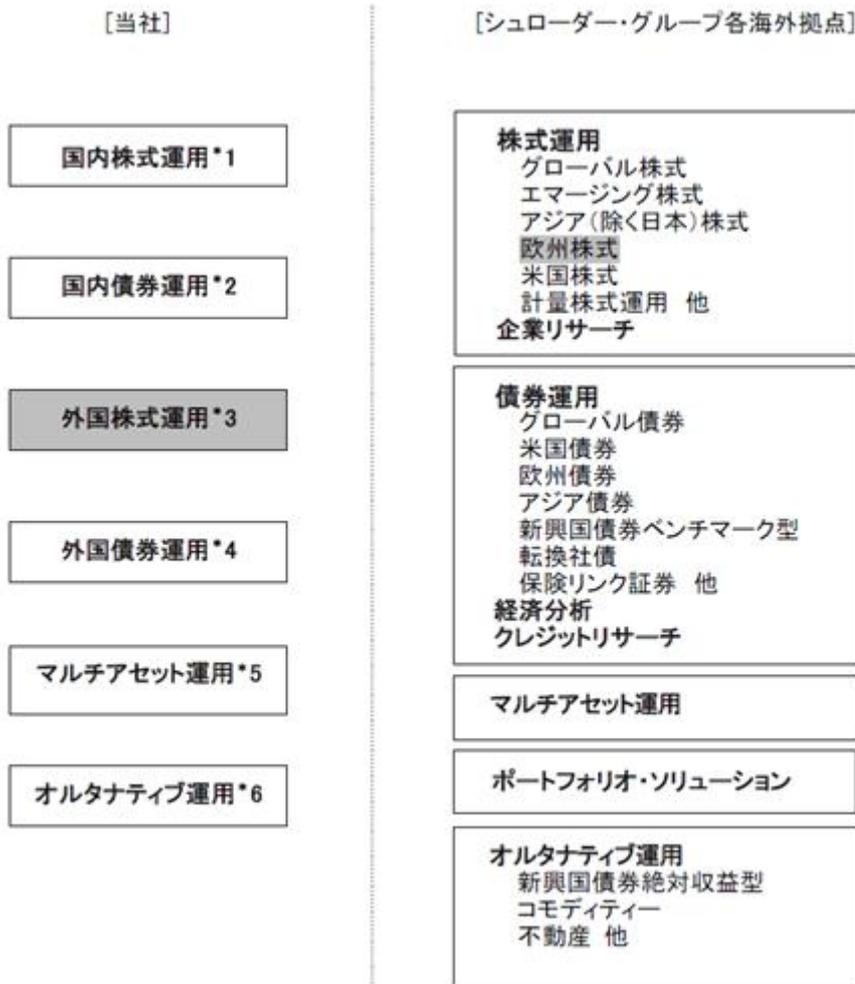 [当社]
国内株式運用*1
国内債券運用*2
外国株式運用*3
外国債券運用*4
マルチアセット運用*5
オルタナティブ運用*6
[シュローダー・グループ各海外拠点]
株式運用
グローバル株式
エマージング株式
アジア(除く日本)株式
欧州株式
米国株式
計量株式運用 他
企業リサーチ
債券運用
グローバル債券
米国債券
欧州債券
アジア債券
新興国債券ベンチマーク型
転換社債
保険リンク証券 他
経済分析
クレジットリサーチ
マルチアセット運用
ポートフォリオ・ソリューション
オルタナティブ運用
新興国債券絶対収益型
コモディティー
不動産 他